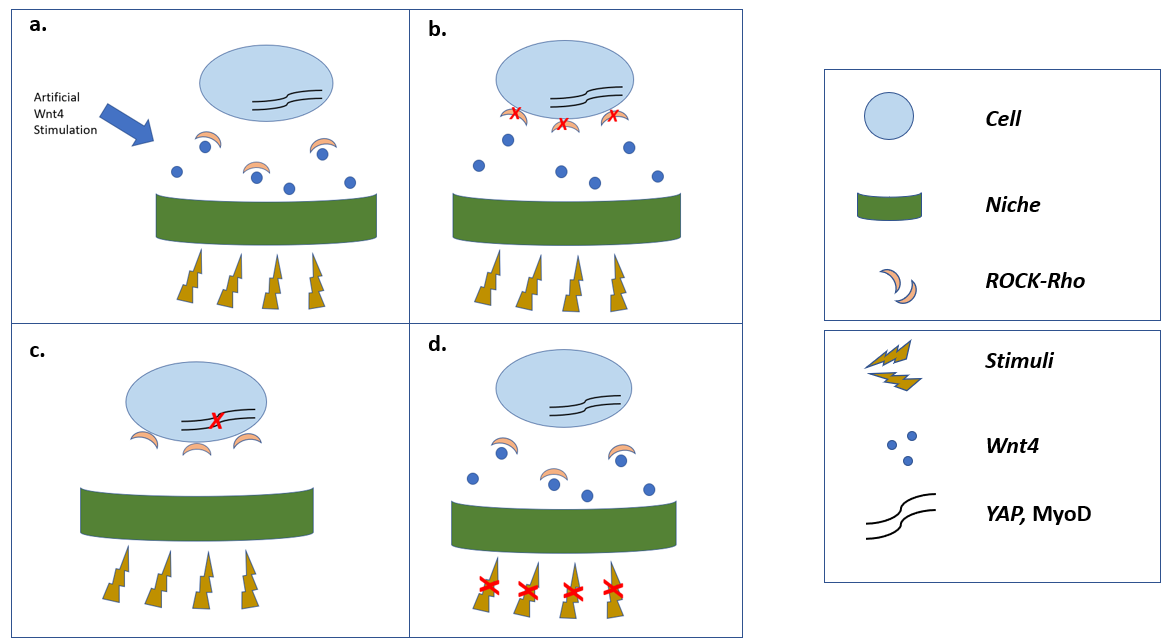 a.
Artificial
Wnt4
Stimulation
b.
c.
d.
Cell
Niche
ROCK-Rho
Stimuli
Wnt4
YAP, MyoD